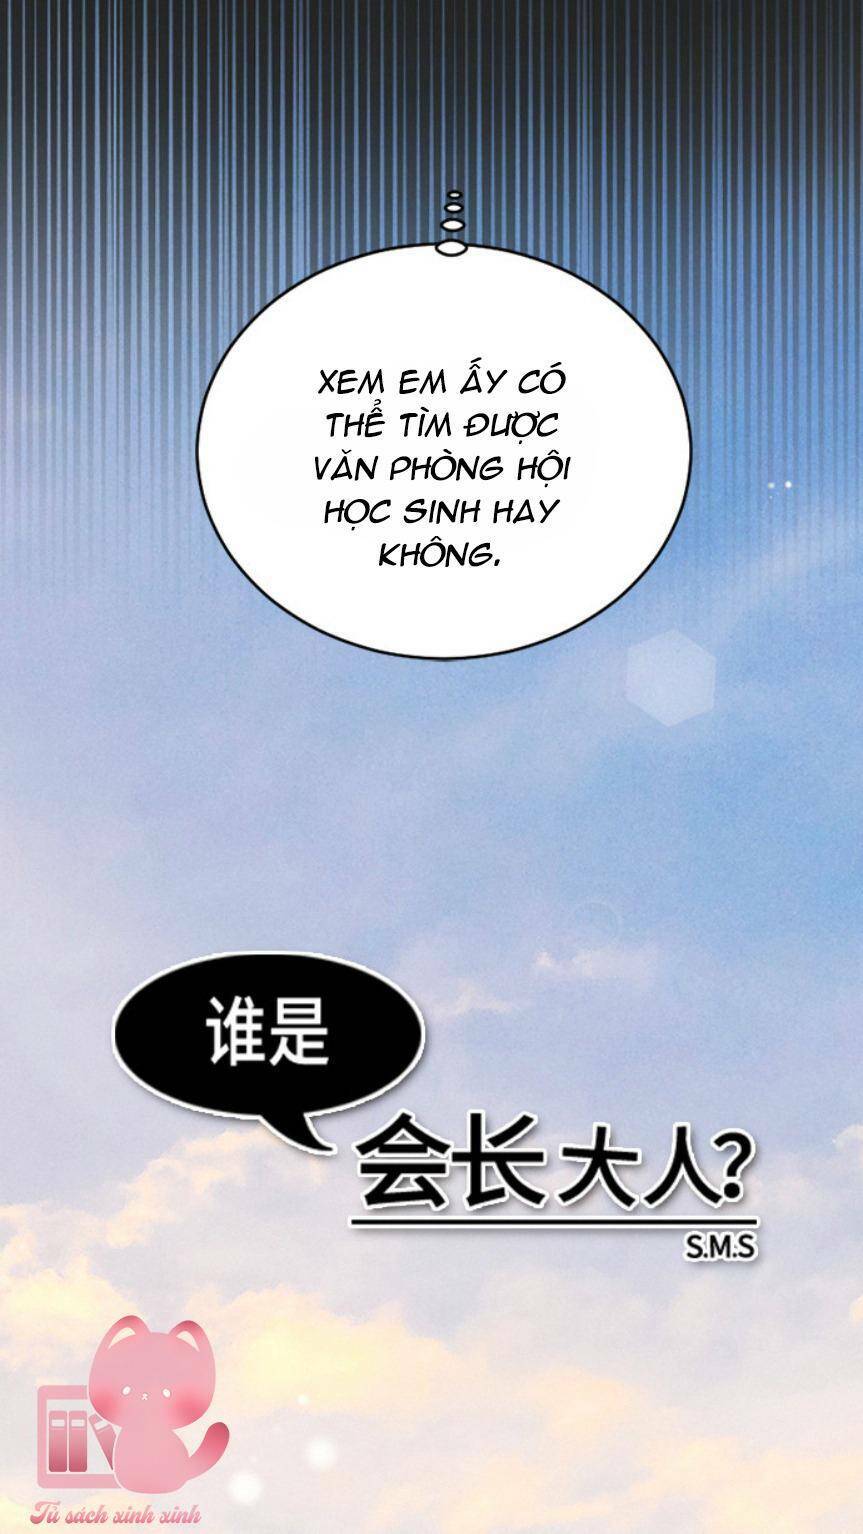 XEM EM ẤY CÓ
THỂ TÌM ĐƯỢC
VĂN PHÒNG HỘI
HỌC SINH HAY
KHÔNG.
谁是
会长大人?
S.M.S
Tủ sách xinh xinh